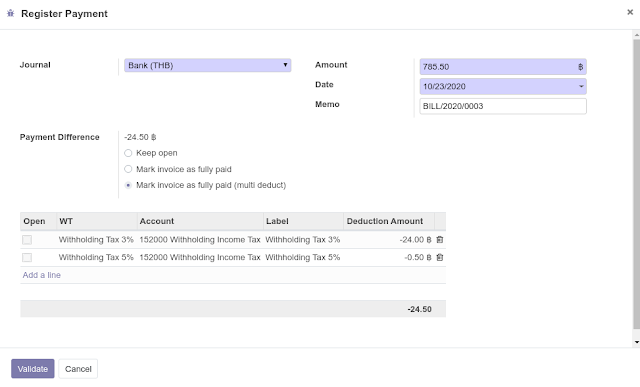 Register Payment
Journal
Bank (THB)
Amount
785.50 ฿
Date
10/23/2020
Memo
BILL/2020/0003
Payment Difference
-24.50 ฿
Keep open
Mark invoice as fully paid
Mark invoice as fully paid (multi deduct)
Open WT Account Label Deduction Amount
Withholding Tax 3% 152000 Withholding Income Tax Withholding Tax 3% -24.00 ฿
Withholding Tax 5% 152000 Withholding Income Tax Withholding Tax 5% -0.50 ฿
Add a line
-24.50
Validate Cancel